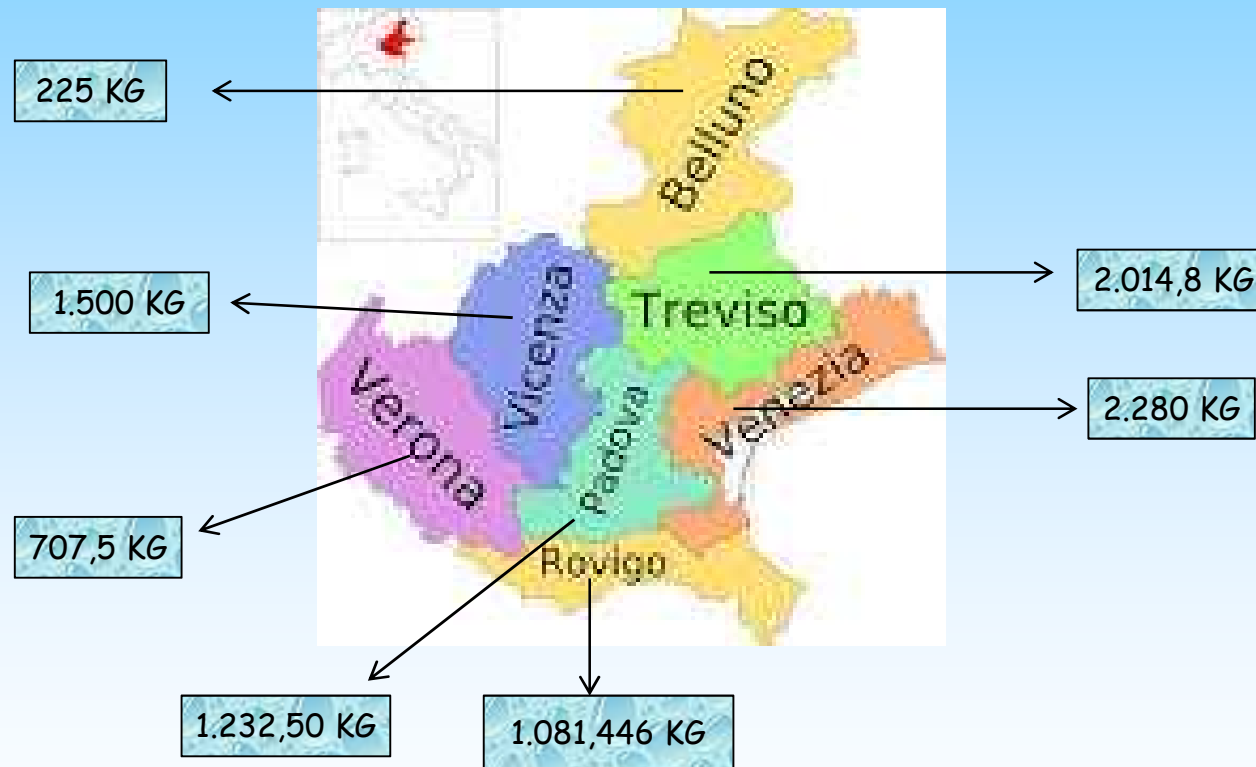 225 KG
Belluno
2.014,8 KG
1.500 KG
Vicenza
Treviso
Verona
Venezia
2.280 KG
Padova
707,5 KG
Rovigo
1.232,50 KG
1.081,446 KG